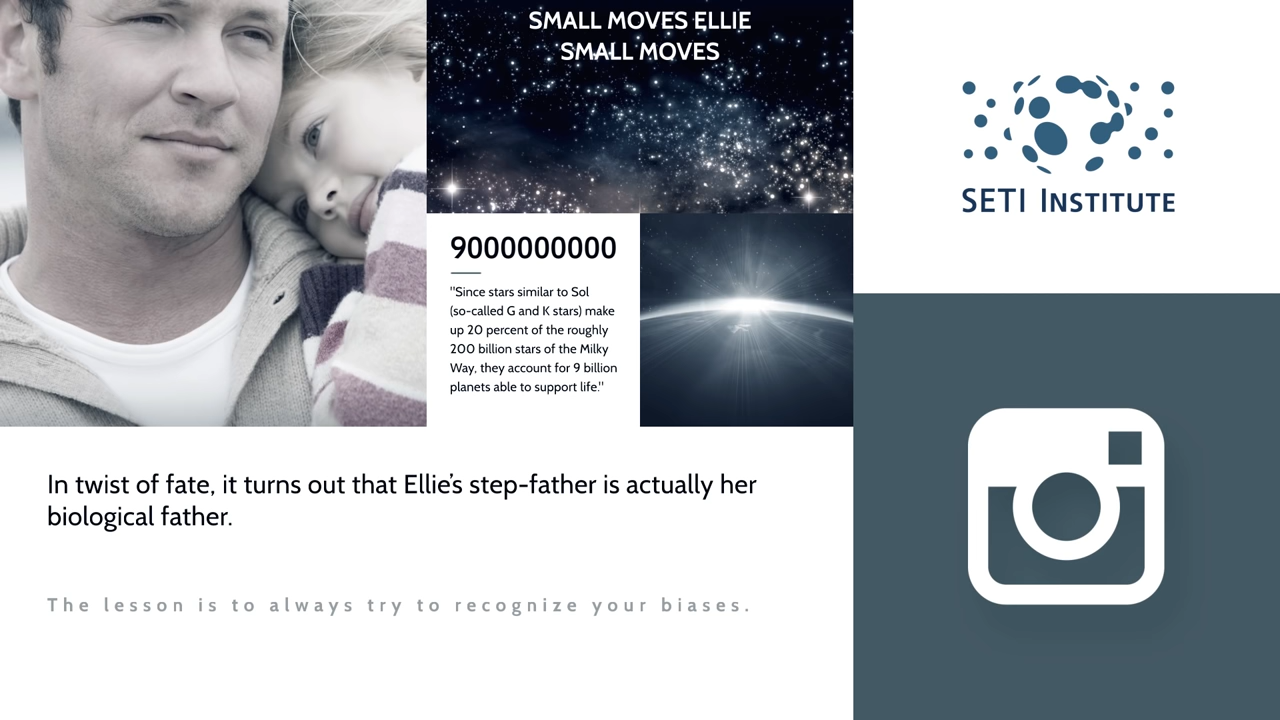 SMALL MOVES ELLIE
SMALL MOVES
SETI INSTITUTE
9000000000
"Since stars similar to Sol
(so-called G and K stars) make
up 20 percent of the roughly
200 billion stars of the Milky
Way, they account for 9 billion
planets able to support life."
In twist of fate, it turns out that Ellie’s step-father is actually her
biological father.
The lesson is to always try to recognize your biases.